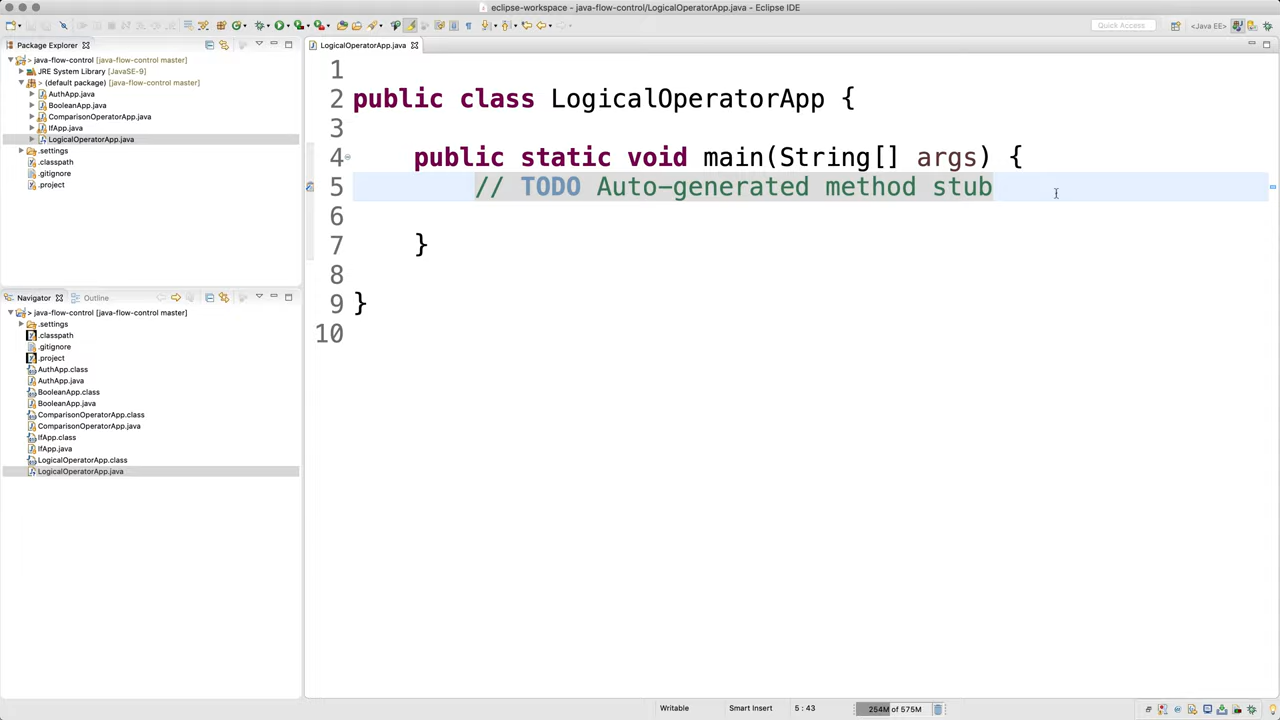 eclipse-workspace - java-flow-control/LogicalOperatorApp.java - Eclipse IDE
Quick Access
<Java EE>
Package Explorer
> java-flow-control [java-flow-control master]
JRE System Library [JavaSE-9]
> (default package) [java-flow-control master]
AuthApp.java
BooleanApp.java
ComparisonOperatorApp.java
IfApp.java
LogicalOperatorApp.java
.settings
.classpath
.gitignore
.project
Navigator
Outline
> java-flow-control [java-flow-control master]
.settings
.classpath
.gitignore
.project
AuthApp.class
AuthApp.java
BooleanApp.class
BooleanApp.java
ComparisonOperatorApp.class
ComparisonOperatorApp.java
IfApp.class
IfApp.java
LogicalOperatorApp.class
LogicalOperatorApp.java
LogicalOperatorApp.java
1
2 public class LogicalOperatorApp {
3
4 public static void main(String[] args) {
5 // TODO Auto-generated method stub
6
7 }
8
9 }
10
Writable
Smart Insert
5 : 43
254M of 575M